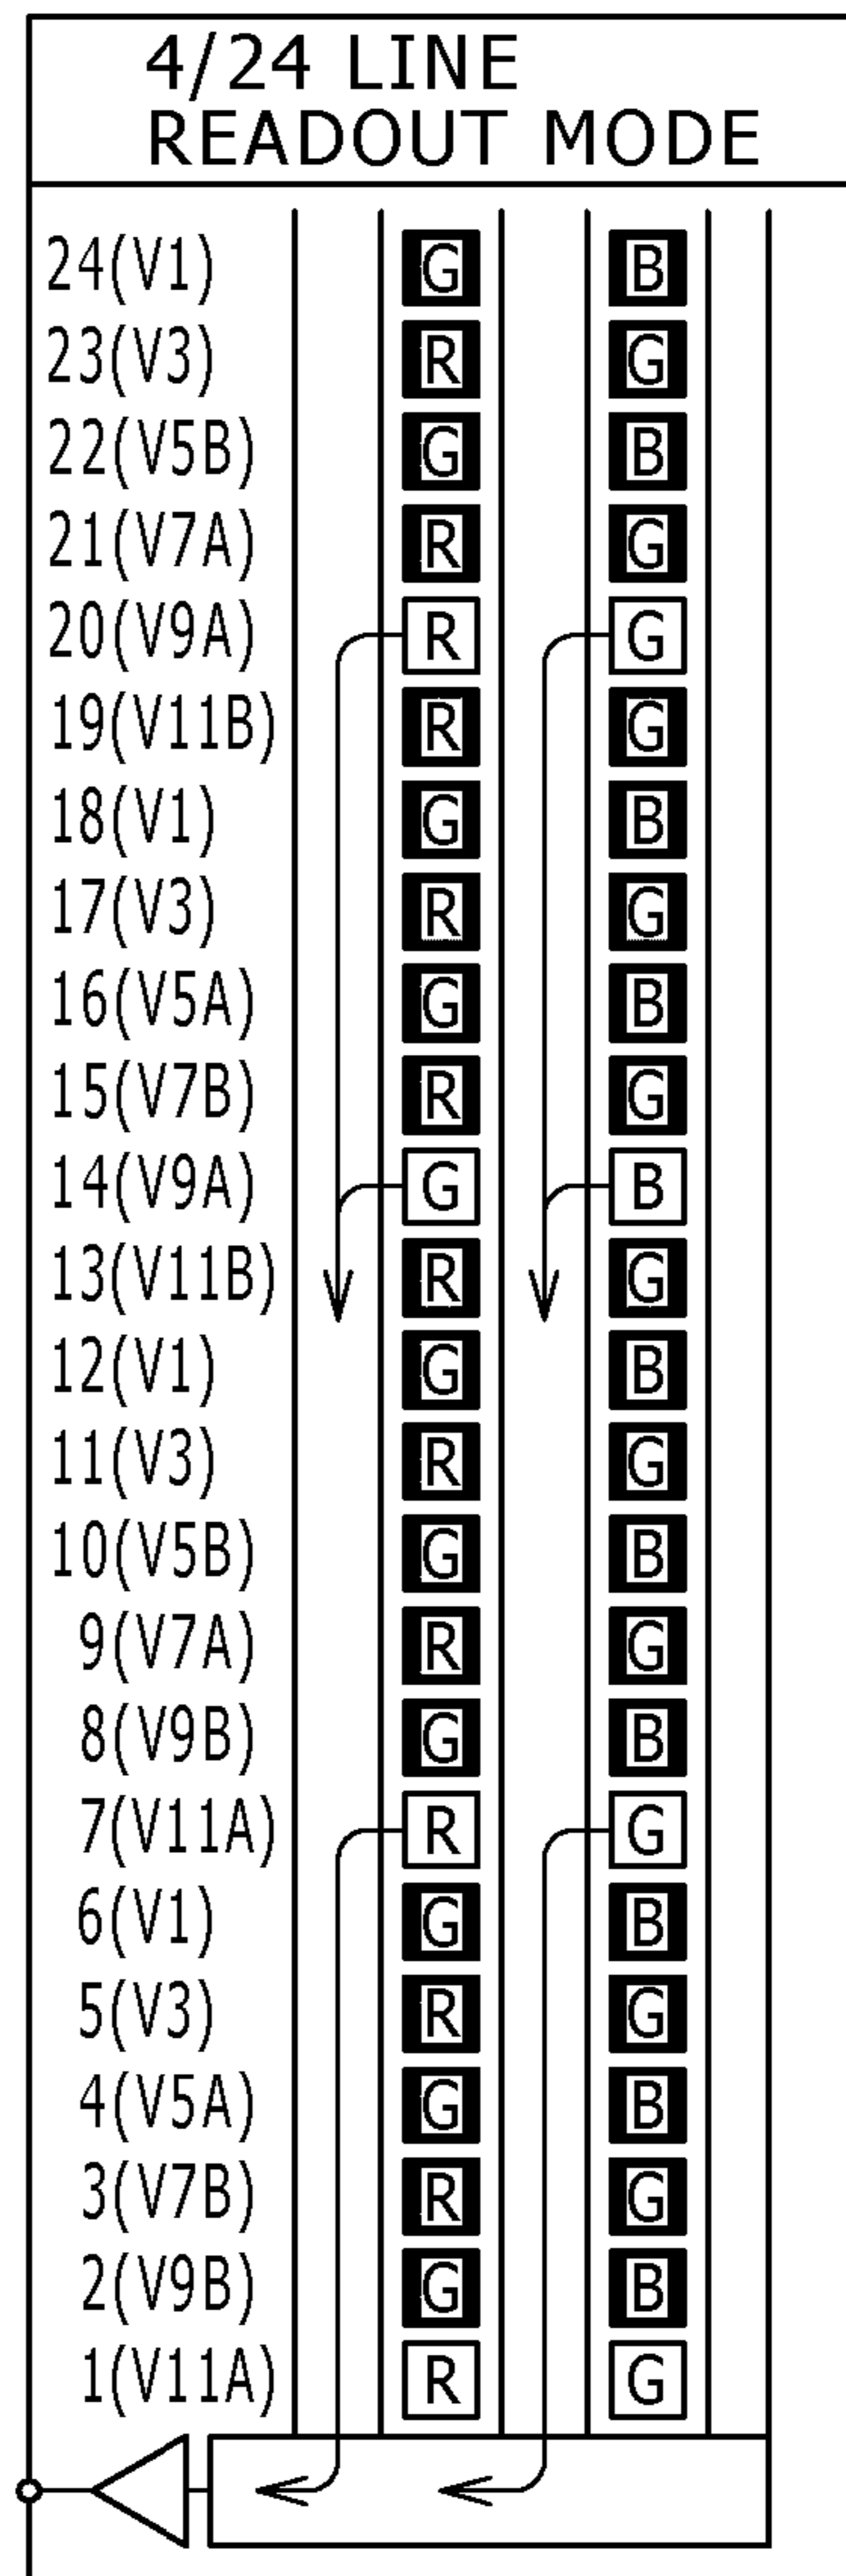 4/24 LINE
READOUT MODE
24(V1) G B
23(V3) R G
22(V5B) G B
21(V7A) R G
20(V9A) R G
19(V11B) R G
18(V1) G B
17(V3) R G
16(V5A) G B
15(V7B) R G
14(V9A) G B
13(V11B) R G
12(V1) G B
11(V3) R G
10(V5B) G B
9(V7A) R G
8(V9B) G B
7(V11A) R G
6(V1) G B
5(V3) R G
4(V5A) G B
3(V7B) R G
2(V9B) G B
1(V11A) R G